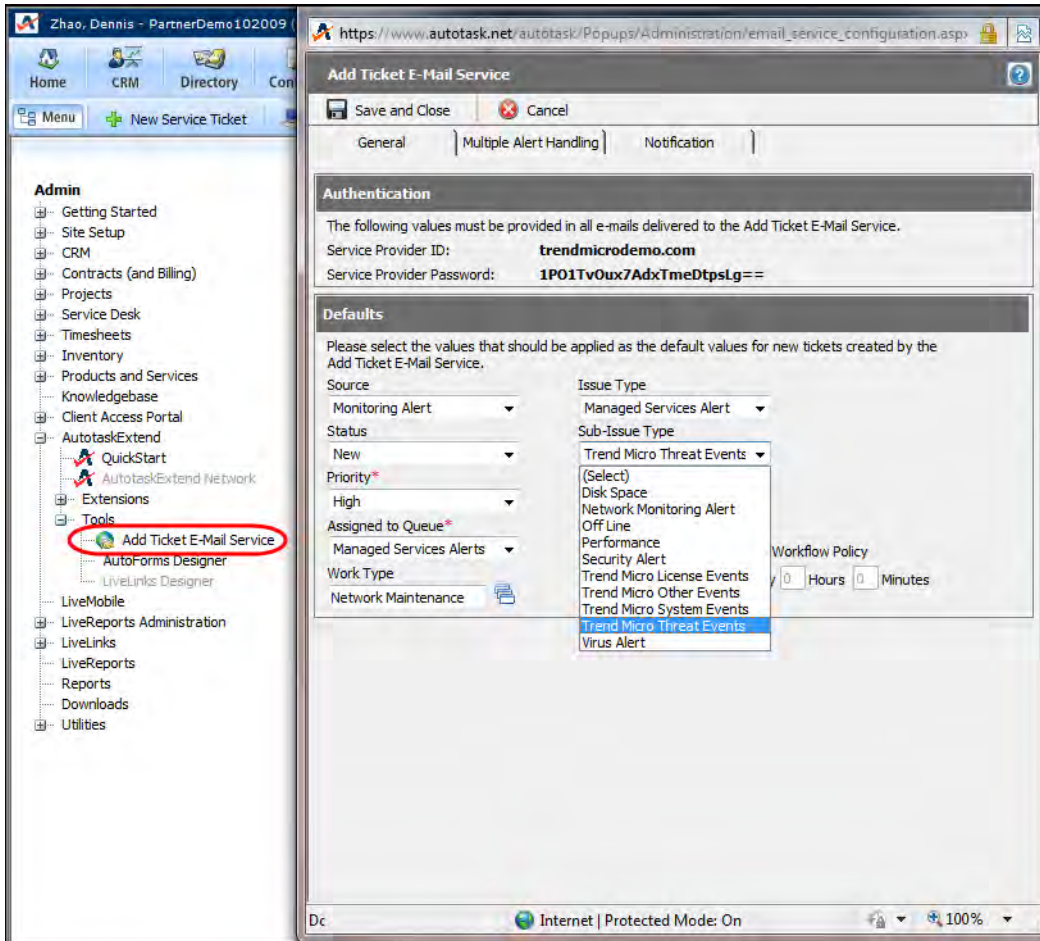 Zhao, Dennis - PartnerDemo102009 (
Home
CRM
Directory
Con
Menu
New Service Ticket
Admin
Getting Started
Site Setup
CRM
Contracts (and Billing)
Projects
Service Desk
Timesheets
Inventory
Products and Services
Knowledgebase
Client Access Portal
AutotaskExtend
QuickStart
AutotaskExtend Network
Extensions
Tools
Add Ticket E-Mail Service
AutoForms Designer
LiveLinks Designer
LiveMobile
LiveReports Administration
LiveLinks
LiveReports
Reports
Downloads
Utilities
https://www.autotask.net/autotask/Popups/Administration/email_service_configuration.asp
Add Ticket E-Mail Service
Save and Close
Cancel
General
Multiple Alert Handling
Notification
Authentication
The following values must be provided in all e-mails delivered to the Add Ticket E-Mail Service.
Service Provider ID: trendmicrodemo.com
Service Provider Password: 1PO1TvOux7AdxTmeDtpsLg==
Defaults
Please select the values that should be applied as the default values for new tickets created by the
Add Ticket E-Mail Service.
Source
Monitoring Alert
Status
New
Priority*
High
Assigned to Queue*
Managed Services Alerts
Work Type
Network Maintenance
Issue Type
Managed Services Alert
Sub-Issue Type
Trend Micro Threat Events
(Select)
Disk Space
Network Monitoring Alert
Off Line
Performance
Security Alert
Trend Micro License Events
Trend Micro Other Events
Trend Micro System Events
Trend Micro Threat Events
Virus Alert
Workflow Policy
0 Hours 0 Minutes
Dc
Internet | Protected Mode: On
100%